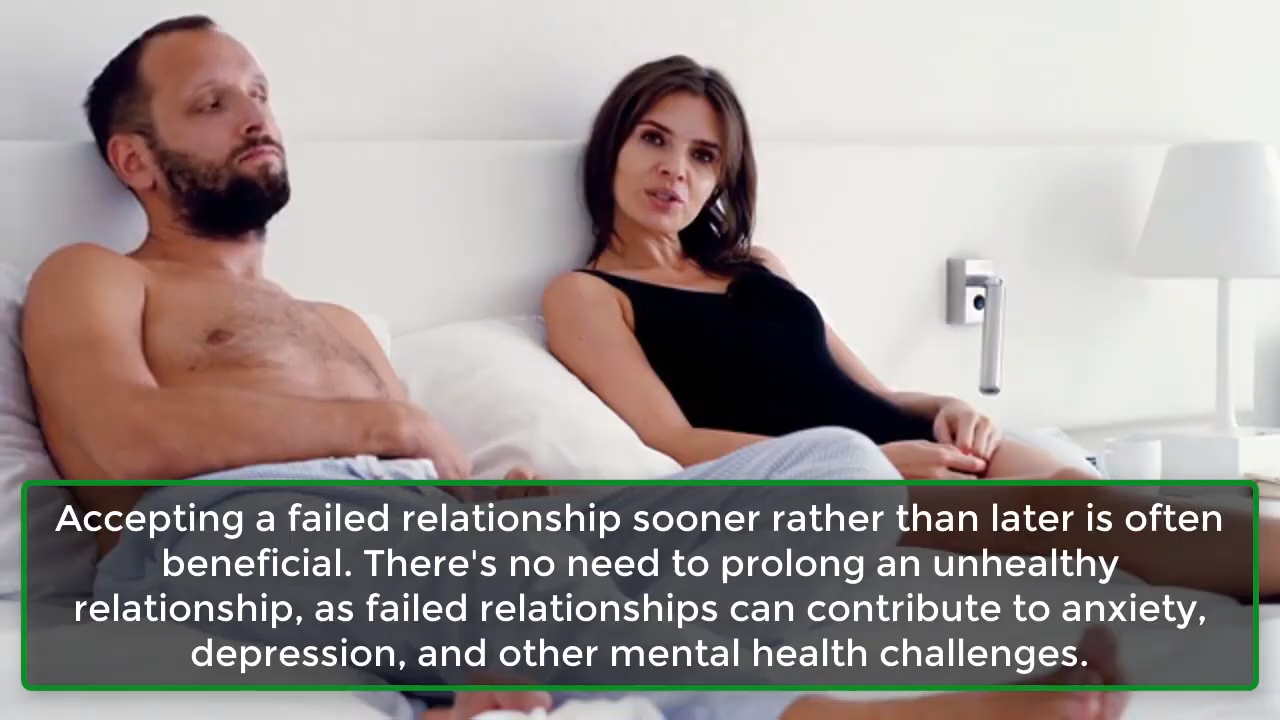 Accepting a failed relationship sooner rather than later is often
beneficial. There's no need to prolong an unhealthy
relationship, as failed relationships can contribute to anxiety,
depression, and other mental health challenges.